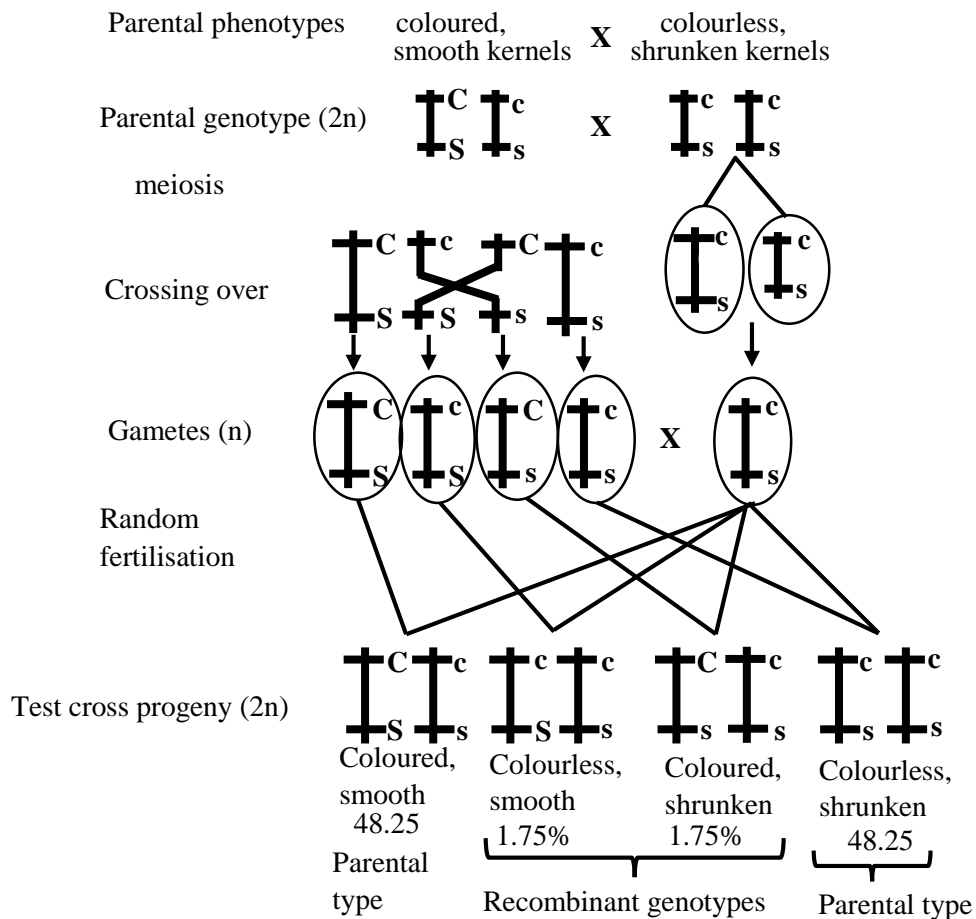 Parental phenotypes
coloured, smooth kernels
X
colourless, shrunken kernels
Parental genotype (2n)
C c
S s
X
c c
s s
meiosis
Crossing over
C c C c
S S s s
c c
s s
Gametes (n)
C c C c
S S s s
X
c
s
Random
fertilisation
Test cross progeny (2n)
C c c c C c c c
S s S s s s s s
Coloured,
smooth
48.25
Parental
type
Colourless,
smooth
1.75%
Coloured,
shrunken
1.75%
Recombinant genotypes
Colourless,
shrunken
48.25
Parental type